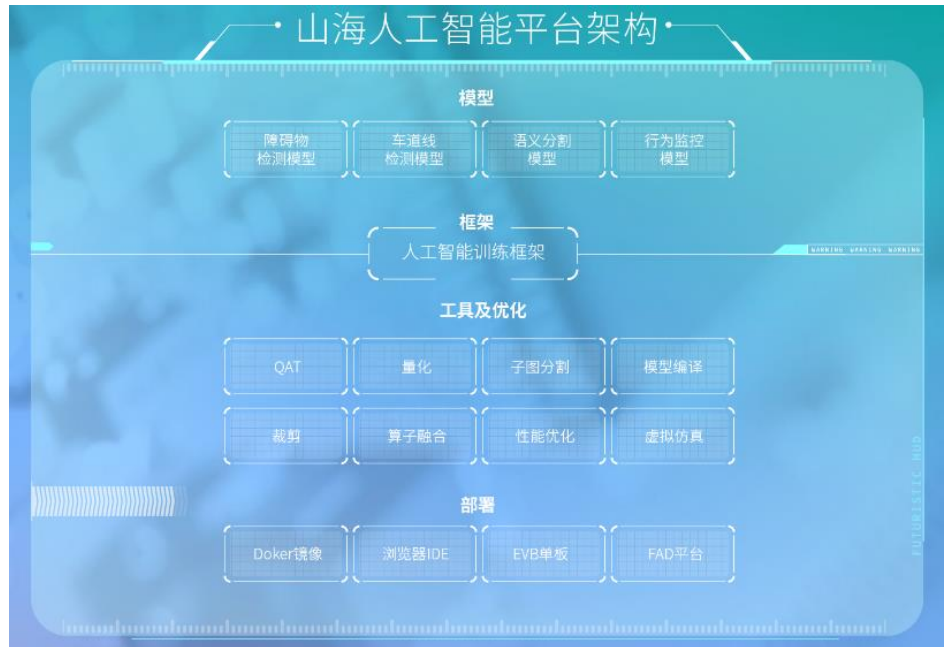 山海人工智能平台架构
模型
障碍物 车道线 语义分割 行为监控
检测模型 检测模型 模型 模型
框架
人工智能训练框架
WARNING WARNING WARNING
工具及优化
QAT 量化 子图分割 模型编译
裁剪 算子融合 性能优化 虚拟仿真
FUTURISTIC HUD
部署
Doker镜像 浏览器IDE EVB单板 FAD平台